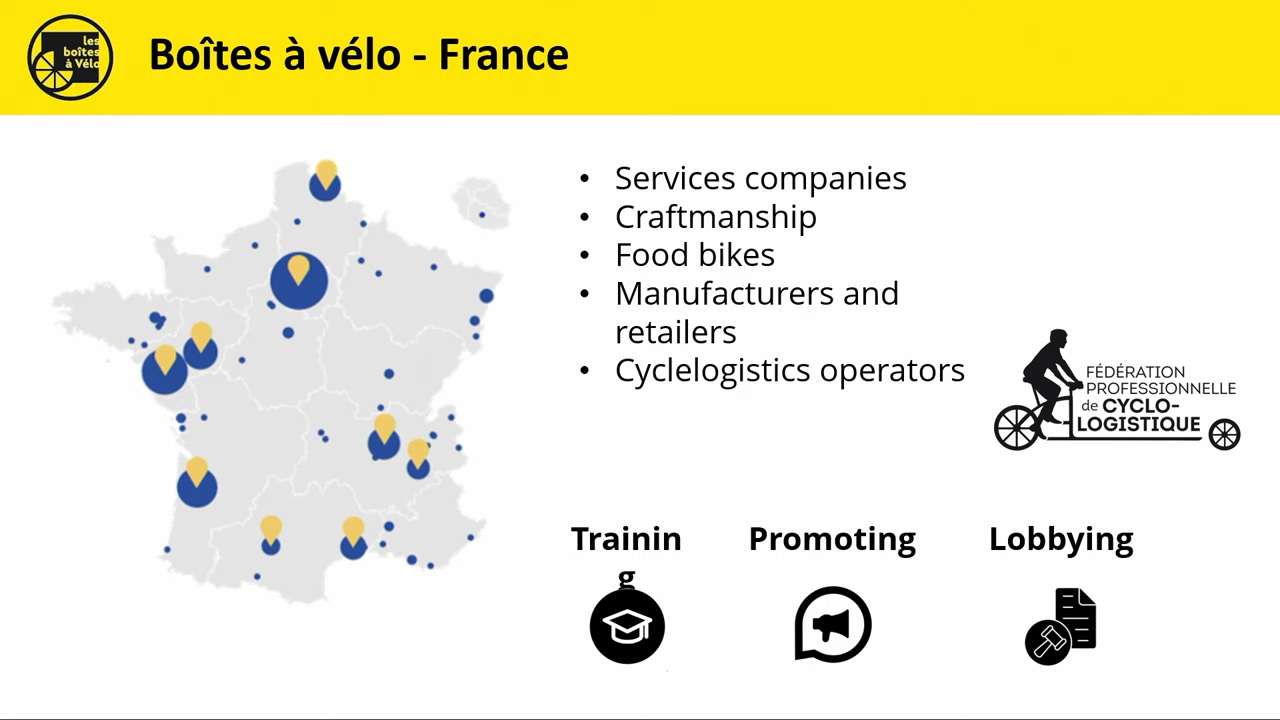 les
boîtes
à Vélo
Boîtes à vélo - France
• Services companies
• Craftmanship
• Food bikes
• Manufacturers and
retailers
• Cyclelogistics operators
FÉDÉRATION
PROFESSIONNELLE
de CYCLO-
LOGISTIQUE
Trainin
g
Promoting
Lobbying